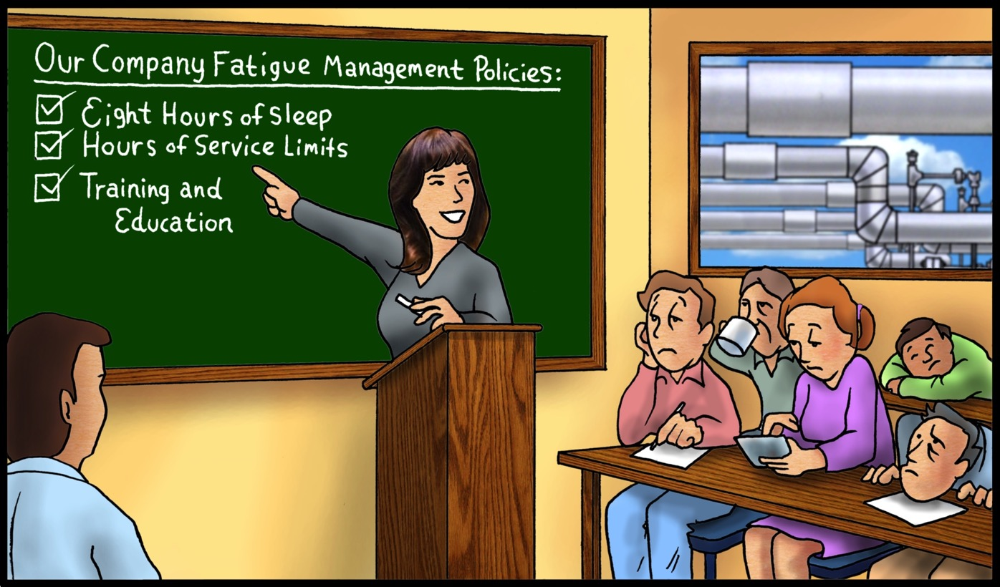 Our Company Fatigue Management Policies:
Eight Hours of Sleep
Hours of Service Limits
Training and
Education